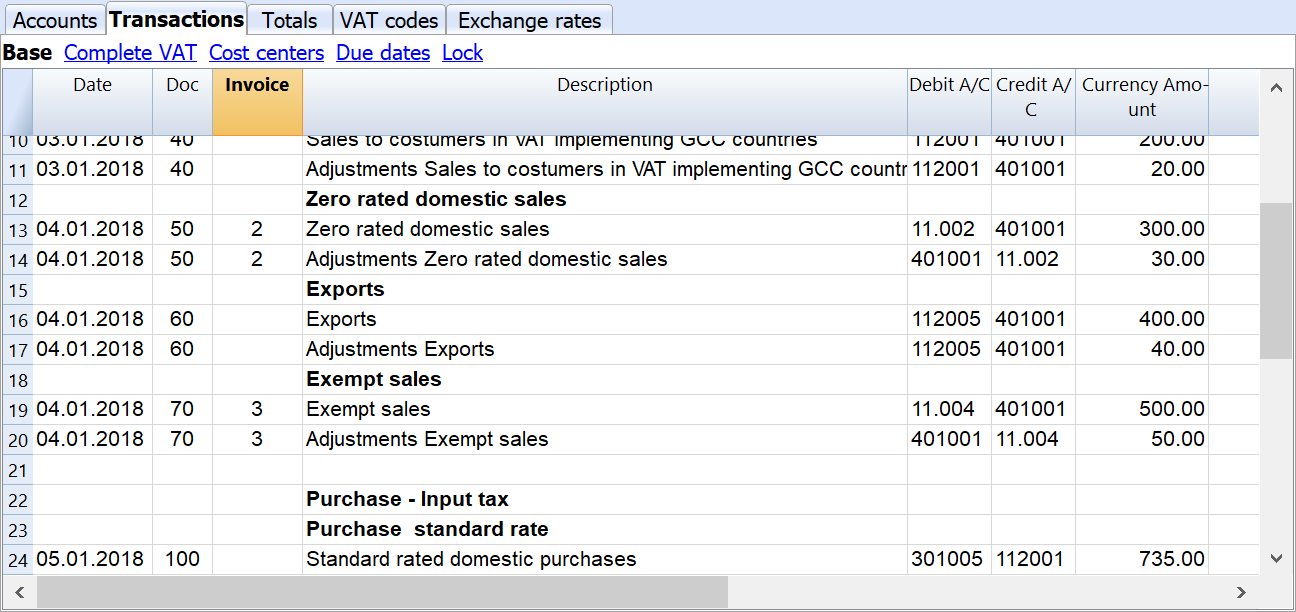 Accounts Transactions Totals VAT codes Exchange rates
Base Complete VAT Cost centers Due dates Lock
Date Doc Invoice Description Debit A/C Credit A/ Currency Amo-
C unt
10 03.01.2018 40 Sales to costumers in VAT implementing GCC countries 112001 401001 200.00
11 03.01.2018 40 Adjustments Sales to costumers in VAT implementing GCC countr 112001 401001 20.00
12 Zero rated domestic sales
13 04.01.2018 50 2 Zero rated domestic sales 11.002 401001 300.00
14 04.01.2018 50 2 Adjustments Zero rated domestic sales 401001 11.002 30.00
15 Exports
16 04.01.2018 60 Exports 112005 401001 400.00
17 04.01.2018 60 Adjustments Exports 112005 401001 40.00
18 Exempt sales
19 04.01.2018 70 3 Exempt sales 11.004 401001 500.00
20 04.01.2018 70 3 Adjustments Exempt sales 401001 11.004 50.00
21
22 Purchase - Input tax
23 Purchase  standard rate
24 05.01.2018 100 Standard rated domestic purchases 301005 112001 735.00